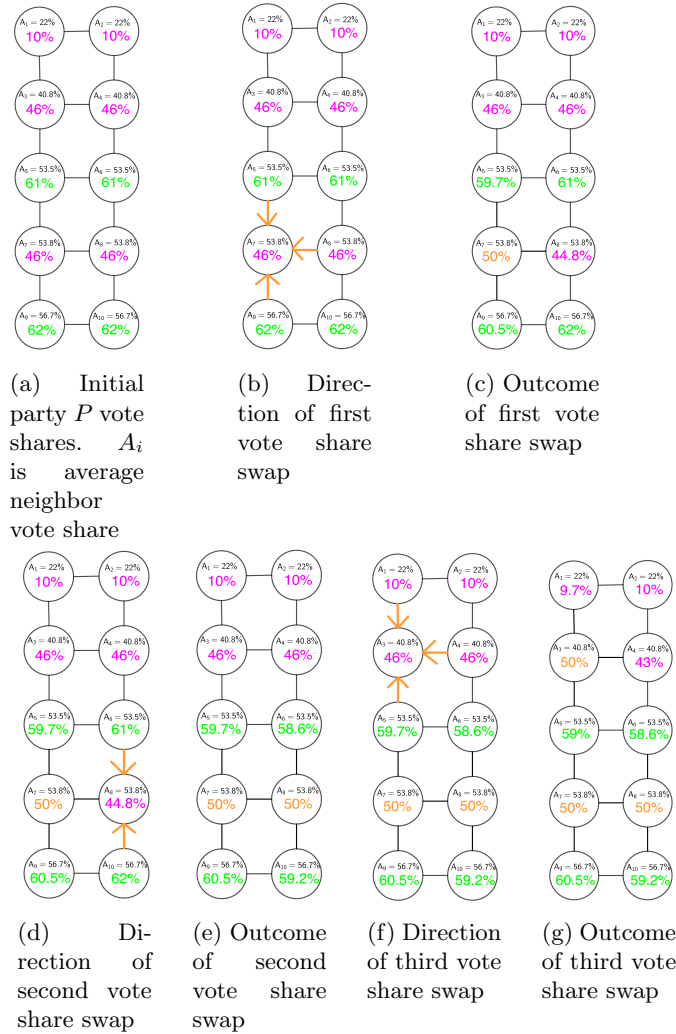 A1 = 22% A2 = 22%
10% 10%
A3 = 40.8% A4 = 40.8%
46% 46%
A5 = 53.5% A6 = 53.5%
61% 61%
A7 = 53.8% A8 = 53.8%
46% 46%
A9 = 56.7% A10 = 56.7%
62% 62%
(a) Initial
party P vote
shares. Ai
is average
neighbor
vote share
A1 = 22% A2 = 22%
10% 10%
A3 = 40.8% A4 = 40.8%
46% 46%
A5 = 53.5% A6 = 53.5%
61% 61%
A7 = 53.8% A8 = 53.8%
46% 46%
A9 = 56.7% A10 = 56.7%
62% 62%
(b) Direc-
tion of first
vote share
swap
A1 = 22% A2 = 22%
10% 10%
A3 = 40.8% A4 = 40.8%
46% 46%
A5 = 53.5% A6 = 53.5%
59.7% 61%
A7 = 53.8% A8 = 53.8%
50% 44.8%
A9 = 56.7% A10 = 56.7%
60.5% 62%
(c) Outcome
of first vote
share swap
A1 = 22% A2 = 22%
10% 10%
A3 = 40.8% A4 = 40.8%
46% 46%
A5 = 53.5% A6 = 53.5%
59.7% 61%
A7 = 53.8% A8 = 53.8%
50% 44.8%
A9 = 56.7% A10 = 56.7%
60.5% 62%
(d) Di-
rection of
second vote
share swap
A1 = 22% A2 = 22%
10% 10%
A3 = 40.8% A4 = 40.8%
46% 46%
A5 = 53.5% A6 = 53.5%
59.7% 58.6%
A7 = 53.8% A8 = 53.8%
50% 50%
A9 = 56.7% A10 = 56.7%
60.5% 59.2%
(e) Outcome
of second
vote share
swap
A1 = 22% A2 = 22%
10% 10%
A3 = 40.8% A4 = 40.8%
46% 46%
A5 = 53.5% A6 = 53.5%
59.7% 58.6%
A7 = 53.8% A8 = 53.8%
50% 50%
A9 = 56.7% A10 = 56.7%
60.5% 59.2%
(f) Direction
of third vote
share swap
A1 = 22% A2 = 22%
9.7% 10%
A3 = 40.8% A4 = 40.8%
50% 43%
A5 = 53.5% A6 = 53.5%
59% 58.6%
A7 = 53.8% A8 = 53.8%
50% 50%
A9 = 56.7% A10 = 56.7%
60.5% 59.2%
(g) Outcome
of third vote
share swap